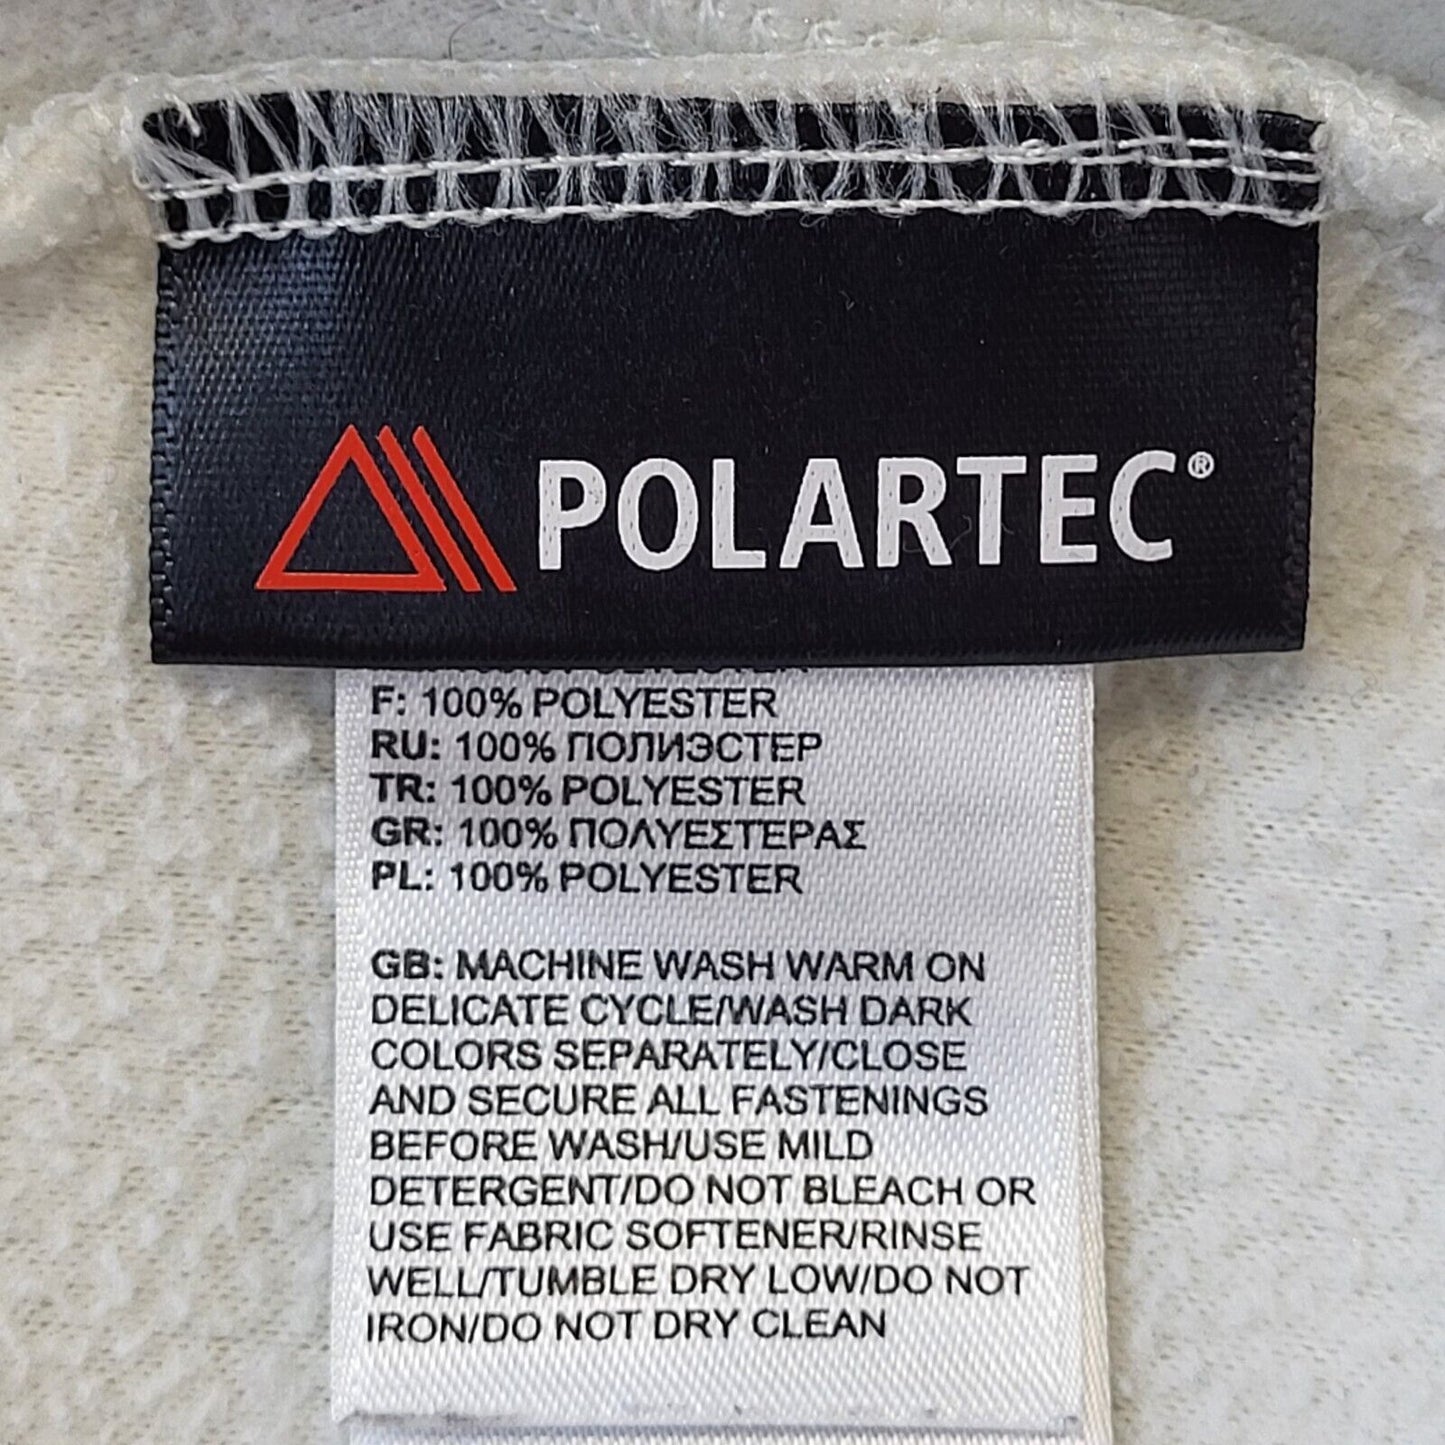 POLARTEC®
F: 100% POLYESTER
RU: 100% ПОЛИЭСТЕР
TR: 100% POLYESTER
GR: 100% ΠΟΛΥΕΣΤΕΡΑΣ
PL: 100% POLYESTER
GB: MACHINE WASH WARM ON
DELICATE CYCLE/WASH DARK
COLORS SEPARATELY/CLOSE
AND SECURE ALL FASTENINGS
BEFORE WASH/USE MILD
DETERGENT/DO NOT BLEACH OR
USE FABRIC SOFTENER/RINSE
WELL/TUMBLE DRY LOW/DO NOT
IRON/DO NOT DRY CLEAN